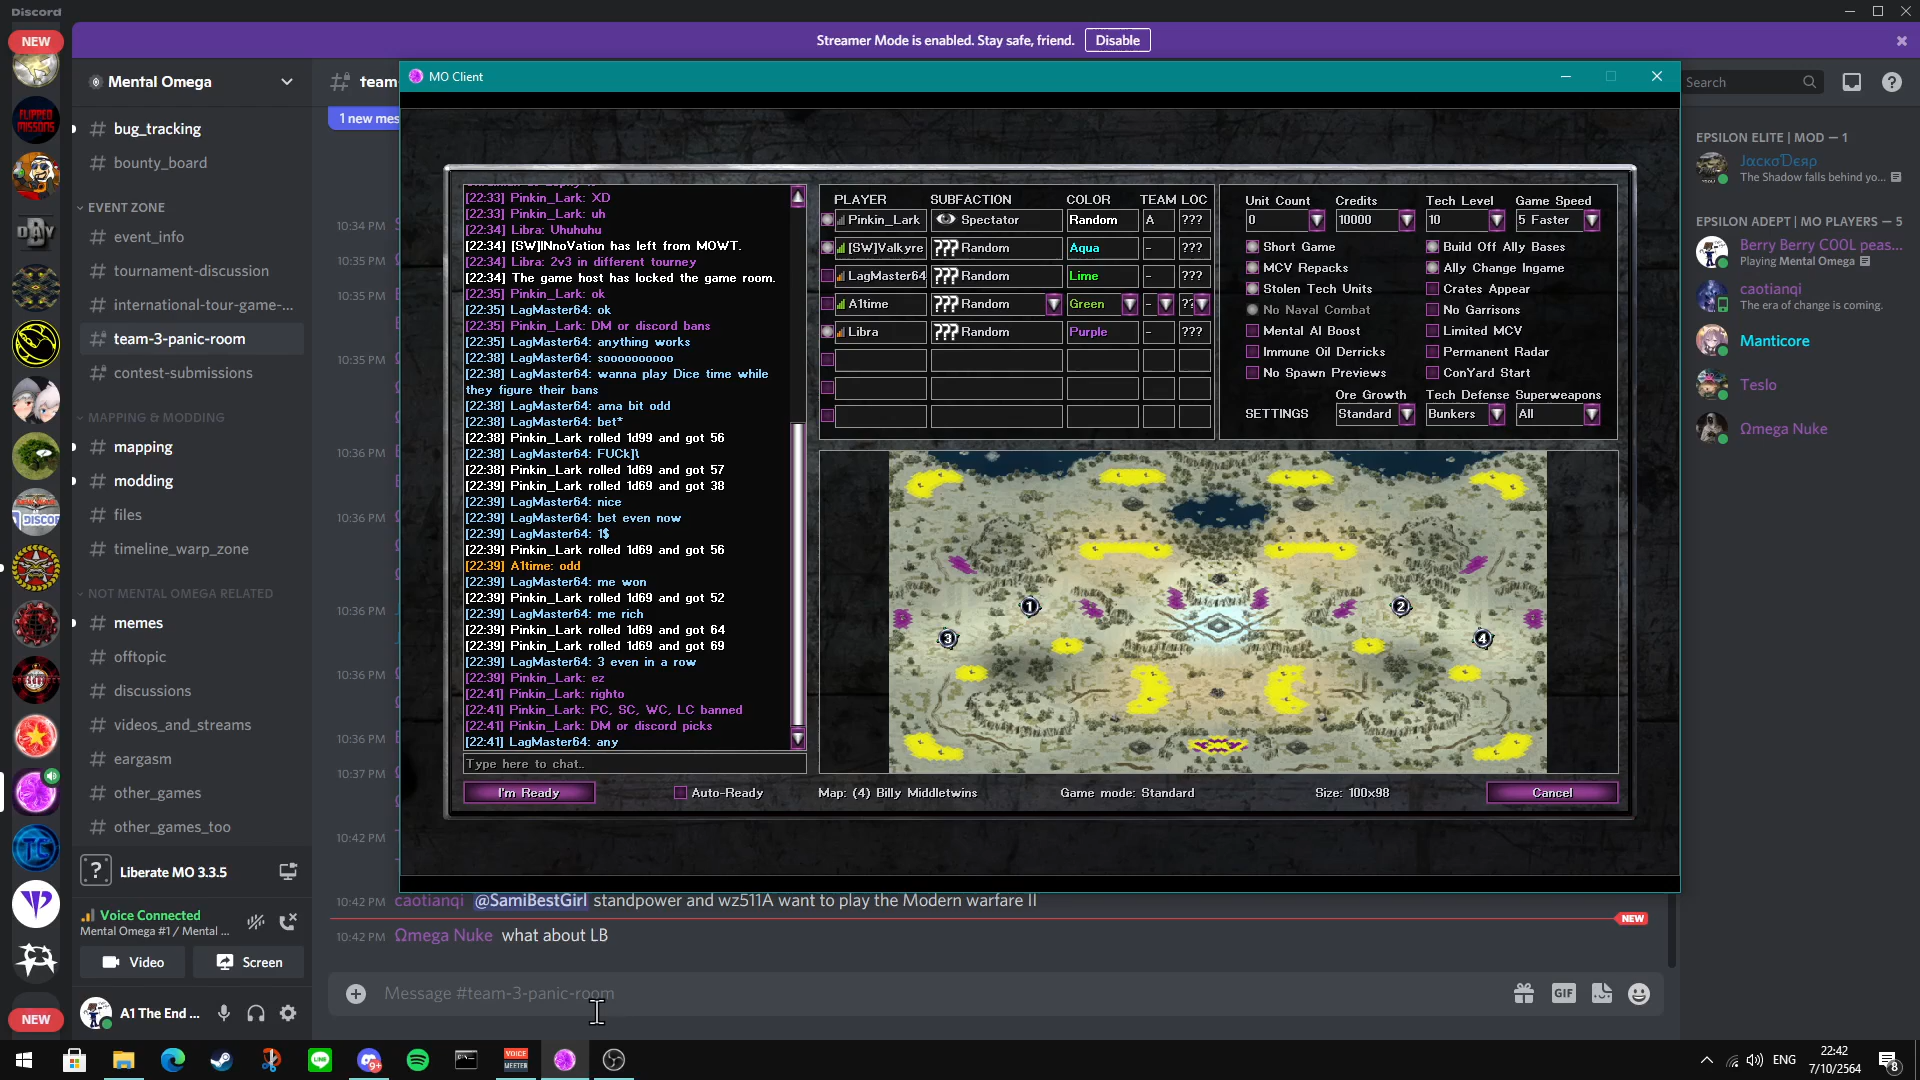 Discord
Streamer Mode is enabled. Stay safe, friend.
Disable
NEW
Mental Omega
bug_tracking
bounty_board
EVENT ZONE
event_info
tournament-discussion
international-tour-game-...
team-3-panic-room
contest-submissions
MAPPING & MODDING
mapping
modding
files
timeline_warp_zone
NOT MENTAL OMEGA RELATED
memes
offtopic
discussions
videos_and_streams
eargasm
other_games
other_games_too
Liberate MO 3.3.5
Voice Connected
Mental Omega #1 / Mental ...
Video
Screen
A1 The End ...
NEW
team
1 new mes
10:34 PM
10:35 PM
10:35 PM
10:35 PM
10:36 PM
10:36 PM
10:36 PM
10:36 PM
10:36 PM
10:37 PM
10:42 PM
MO Client
[22:33] Pinkin_Lark: XD
[22:33] Pinkin_Lark: uh
[22:34] Libra: Uhuhuhu
[22:34] [SW]INnoVation has left from MOWT.
[22:34] Libra: 2v3 in different tourney
[22:34] The game host has locked the game room.
[22:35] Pinkin_Lark: ok
[22:35] LagMaster64: ok
[22:35] Pinkin_Lark: DM or discord bans
[22:35] LagMaster64: anything works
[22:38] LagMaster64: soooooooooo
[22:38] LagMaster64: wanna play Dice time while
they figure their bans
[22:38] LagMaster64: ama bit odd
[22:38] LagMaster64: bet*
[22:38] Pinkin_Lark rolled 1d99 and got 56
[22:38] LagMaster64: FUCk]\
[22:38] Pinkin_Lark rolled 1d69 and got 57
[22:39] Pinkin_Lark rolled 1d69 and got 38
[22:39] LagMaster64: nice
[22:39] LagMaster64: bet even now
[22:39] LagMaster64: 1$
[22:39] Pinkin_Lark rolled 1d69 and got 56
[22:39] A1time: odd
[22:39] LagMaster64: me won
[22:39] Pinkin_Lark rolled 1d69 and got 52
[22:39] LagMaster64: me rich
[22:39] Pinkin_Lark rolled 1d69 and got 64
[22:39] Pinkin_Lark rolled 1d69 and got 69
[22:39] LagMaster64: 3 even in a row
[22:39] Pinkin_Lark: ez
[22:41] Pinkin_Lark: righto
[22:41] Pinkin_Lark: PC, SC, WC, LC banned
[22:41] Pinkin_Lark: DM or discord picks
[22:41] LagMaster64: any
Type here to chat..
I'm Ready
Auto-Ready
Map: (4) Billy Middletwins
Game mode: Standard
Size: 100x98
Cancel
PLAYER SUBFACTION COLOR TEAM LOC
Pinkin_Lark Spectator Random A ???
[SW]Valkyre ??? Random Aqua - ???
LagMaster64 ??? Random Lime - ???
A1time ??? Random Green - ??
Libra ??? Random Purple - ???
Unit Count Credits Tech Level Game Speed
0 10000 10 5 Faster
Short Game Build Off Ally Bases
MCV Repacks Ally Change Ingame
Stolen Tech Units Crates Appear
No Naval Combat No Garrisons
Mental AI Boost Limited MCV
Immune Oil Derricks Permanent Radar
No Spawn Previews ConYard Start
Ore Growth Tech Defense Superweapons
SETTINGS Standard Bunkers All
1 2
3 4
10:42 PM caotianqi @SamiBestGirl standpower and wz511A want to play the Modern warfare II
NEW
10:42 PM Ωmega Nuke what about LB
Message #team-3-panic-room
GIF
Search
EPSILON ELITE | MOD — 1
The Shadow falls behind yo...
EPSILON ADEPT | MO PLAYERS — 5
Berry Berry COOL peas...
Playing Mental Omega
caotianqi
The era of change is coming.
Manticore
Teslo
Ωmega Nuke
VOICE
MEETER
ENG
22:42
7/10/2564
8